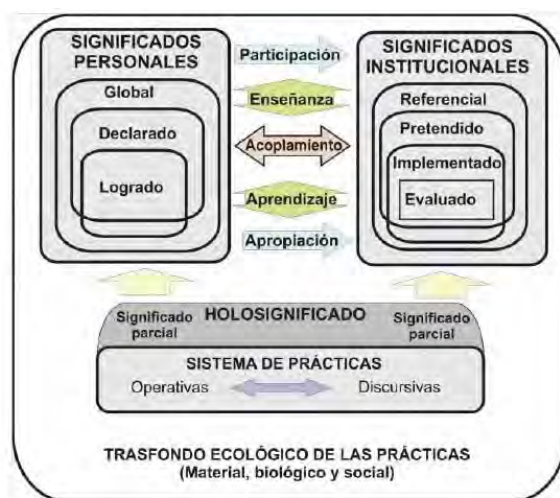 SIGNIFICADOS
PERSONALES
Global
Declarado
Logrado
Participación
Enseñanza
Acoplamiento
Aprendizaje
Apropiación
SIGNIFICADOS
INSTITUCIONALES
Referencial
Pretendido
Implementado
Evaluado
Significado
parcial
HOLOSIGNIFICADO
Significado
parcial
SISTEMA DE PRÁCTICAS
Operativas
Discursivas
TRASFONDO ECOLÓGICO DE LAS PRÁCTICAS
(Material, biológico y social)